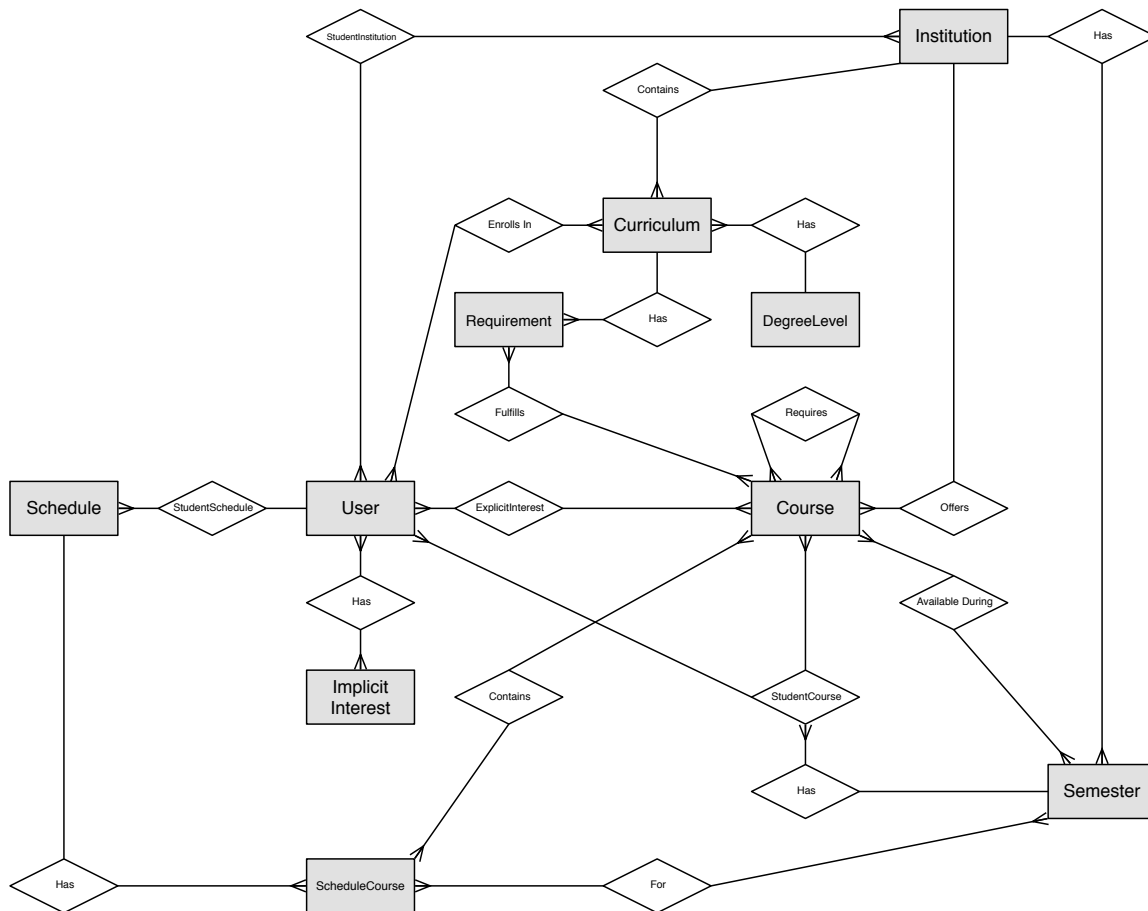 StudentInstitution
Institution
Has
Contains
Enrolls In
Curriculum
Has
Requirement
Has
DegreeLevel
Fulfills
Requires
Schedule
StudentSchedule
User
ExplicitInterest
Course
Offers
Has
Available During
Implicit
Interest
Contains
StudentCourse
Has
Semester
Has
ScheduleCourse
For